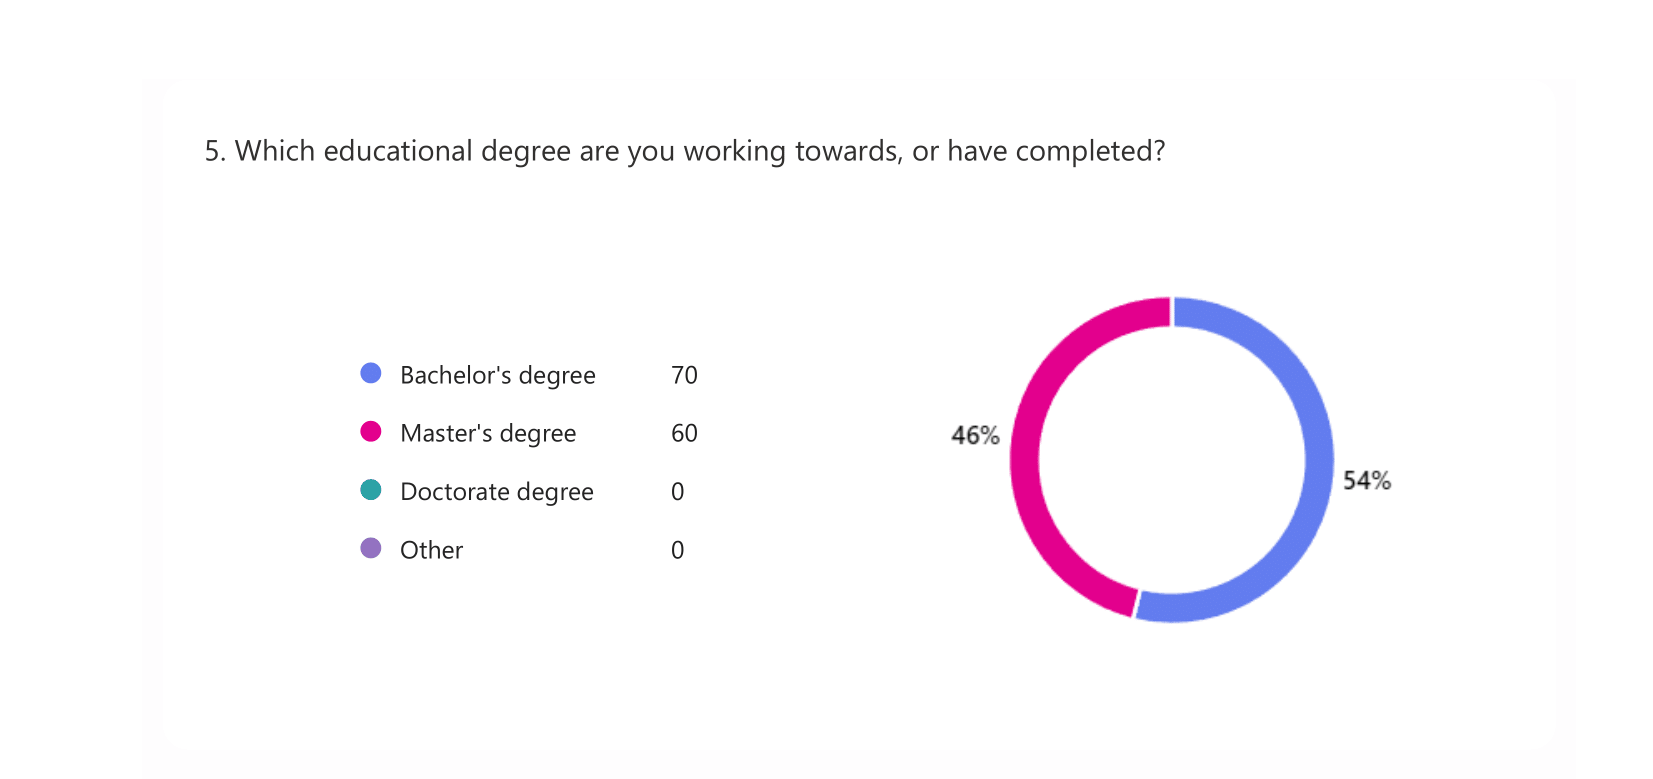 5. Which educational degree are you working towards, or have completed?
Bachelor's degree 70
Master's degree 60
Doctorate degree 0
Other 0
46%
54%